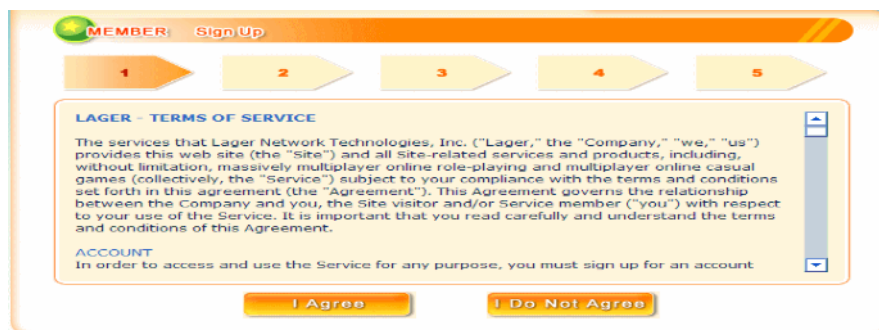 MEMBER Sign Up
1 2 3 4 5
LAGER - TERMS OF SERVICE
The services that Lager Network Technologies, Inc. ("Lager," the "Company," "we," "us")
provides this web site (the "Site") and all Site-related services and products, including,
without limitation, massively multiplayer online role-playing and multiplayer online casual
games (collectively, the "Service") subject to your compliance with the terms and conditions
set forth in this agreement (the "Agreement"). This Agreement governs the relationship
between the Company and you, the Site visitor and/or Service member ("you") with respect
to your use of the Service. It is important that you read carefully and understand the terms
and conditions of this Agreement.
ACCOUNT
In order to access and use the Service for any purpose, you must sign up for an account
I Agree I Do Not Agree